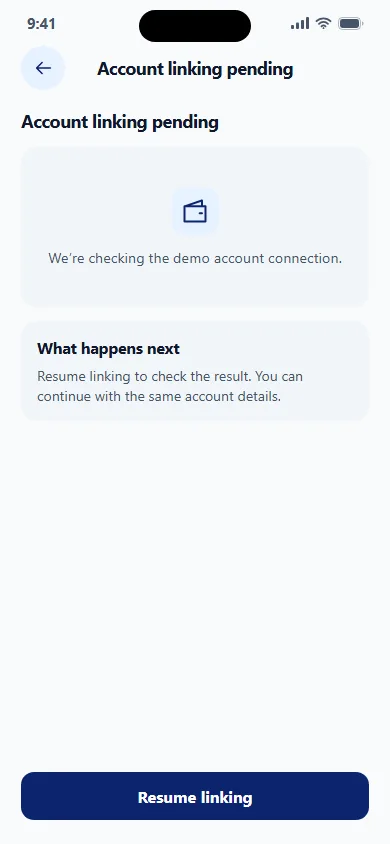 9:41
Account linking pending
Account linking pending
We’re checking the demo account connection.
What happens next
Resume linking to check the result. You can
continue with the same account details.
Resume linking